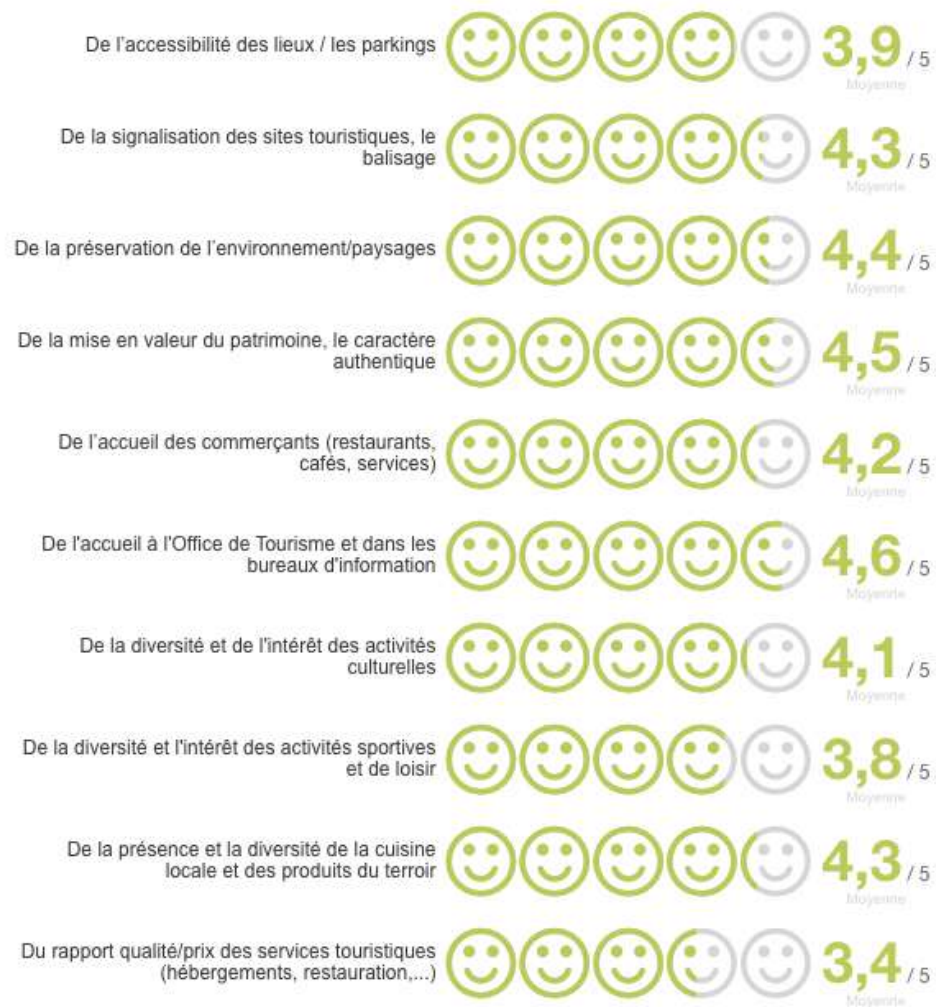 De l'accessibilité des lieux / les parkings
3,9 / 5
Moyenne
De la signalisation des sites touristiques, le
balisage
4,3 / 5
Moyenne
De la préservation de l'environnement/paysages
4,4 / 5
Moyenne
De la mise en valeur du patrimoine, le caractère
authentique
4,5 / 5
Moyenne
De l'accueil des commerçants (restaurants,
cafés, services)
4,2 / 5
Moyenne
De l'accueil à l'Office de Tourisme et dans les
bureaux d'information
4,6 / 5
Moyenne
De la diversité et de l'intérêt des activités
culturelles
4,1 / 5
Moyenne
De la diversité et l'intérêt des activités sportives
et de loisir
3,8 / 5
Moyenne
De la présence et la diversité de la cuisine
locale et des produits du terroir
4,3 / 5
Moyenne
Du rapport qualité/prix des services touristiques
(hébergements, restauration,...)
3,4 / 5
Moyenne